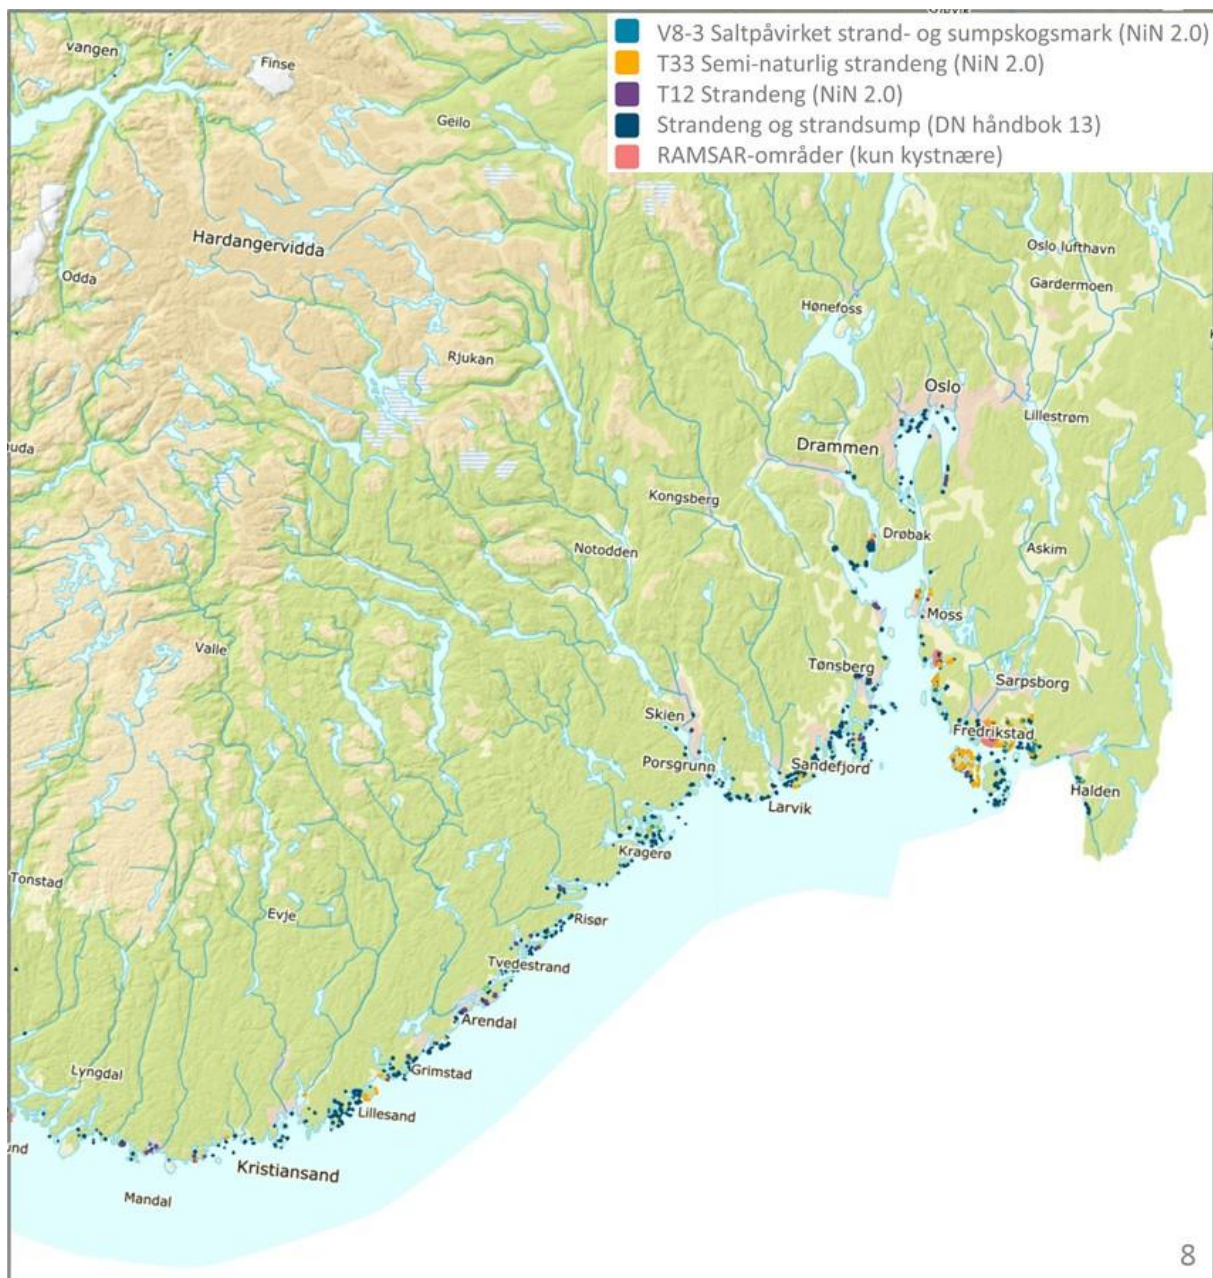 V8-3 Saltpåvirket strand- og sumpskogsmark (NiN 2.0)
T33 Semi-naturlig strandeng (NiN 2.0)
T12 Strandeng (NiN 2.0)
Strandeng og strandsump (DN håndbok 13)
RAMSAR-områder (kun kystnære)
vangen
Finse
Geilo
Hardangervidda
Odda
Oslo lufthavn
Gardermoen
Hønefoss
Rjukan
Oslo
Lillestrøm
uda
Drammen
Kongsberg
Drøbak
Notodden
Askim
Moss
Valle
Tønsberg
Sarpsborg
Skien
Fredrikstad
Porsgrunn
Sandefjord
Halden
Larvik
Kragerø
Tonstad
Evje
Risør
Tvedestrand
Arendal
Lyngdal
Grimstad
Lillesand
und
Kristiansand
Mandal
8